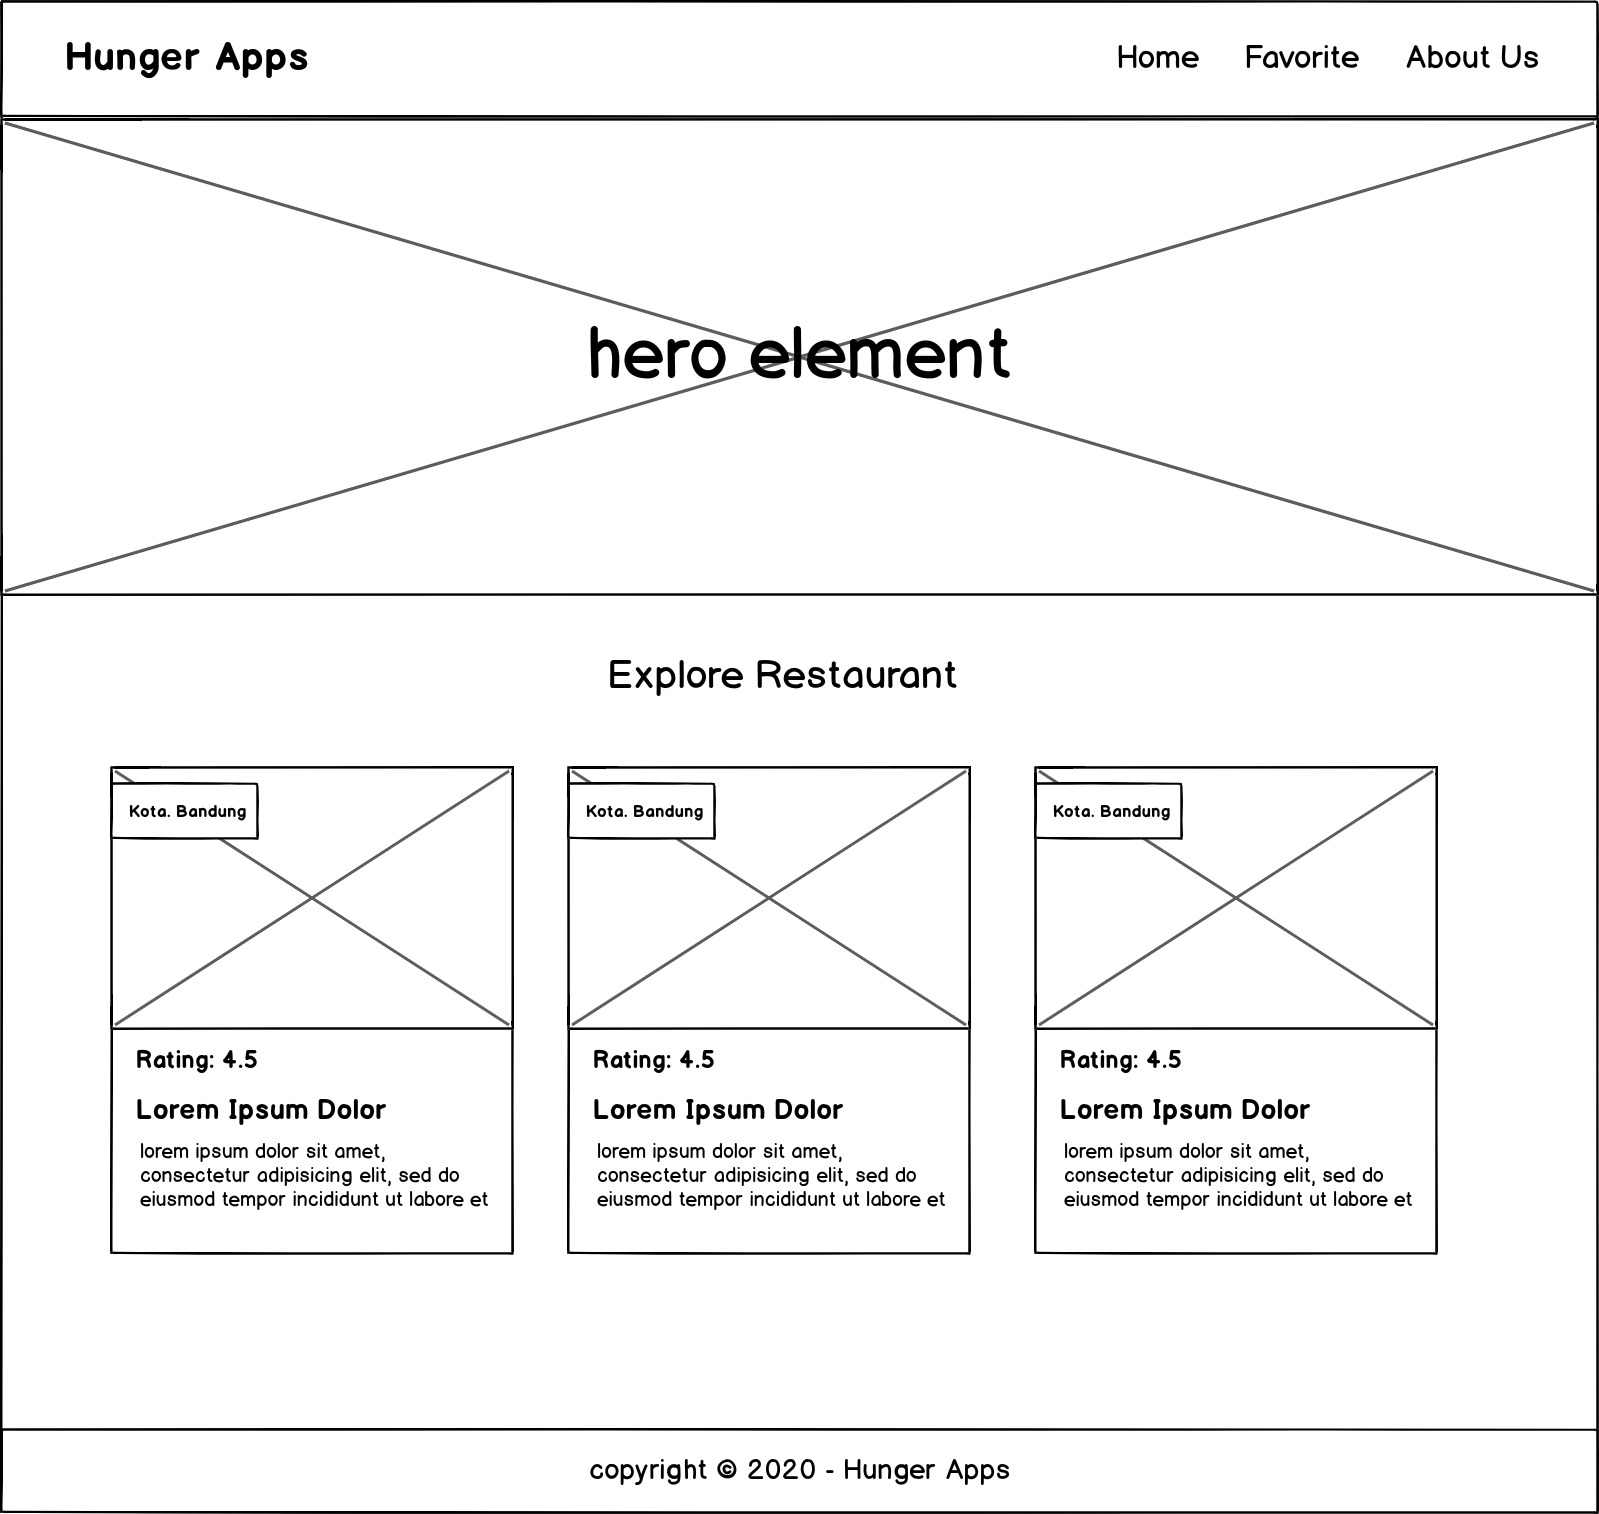 Hunger Apps
Home Favorite About Us
hero element
Explore Restaurant
Kota. Bandung
Rating: 4.5
Lorem Ipsum Dolor
lorem ipsum dolor sit amet,
consectetur adipisicing elit, sed do
eiusmod tempor incididunt ut labore et
Kota. Bandung
Rating: 4.5
Lorem Ipsum Dolor
lorem ipsum dolor sit amet,
consectetur adipisicing elit, sed do
eiusmod tempor incididunt ut labore et
Kota. Bandung
Rating: 4.5
Lorem Ipsum Dolor
lorem ipsum dolor sit amet,
consectetur adipisicing elit, sed do
eiusmod tempor incididunt ut labore et
copyright © 2020 - Hunger Apps